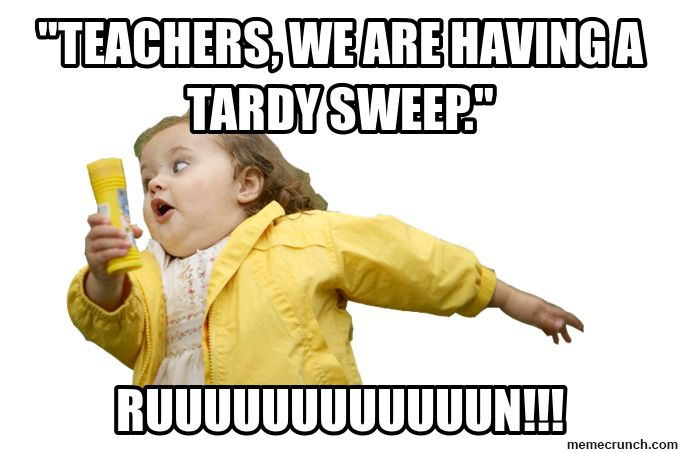 "TEACHERS, WE ARE HAVING A
TARDY SWEEP."
RUUUUUUUUUUUUN!!!
memecrunch.com